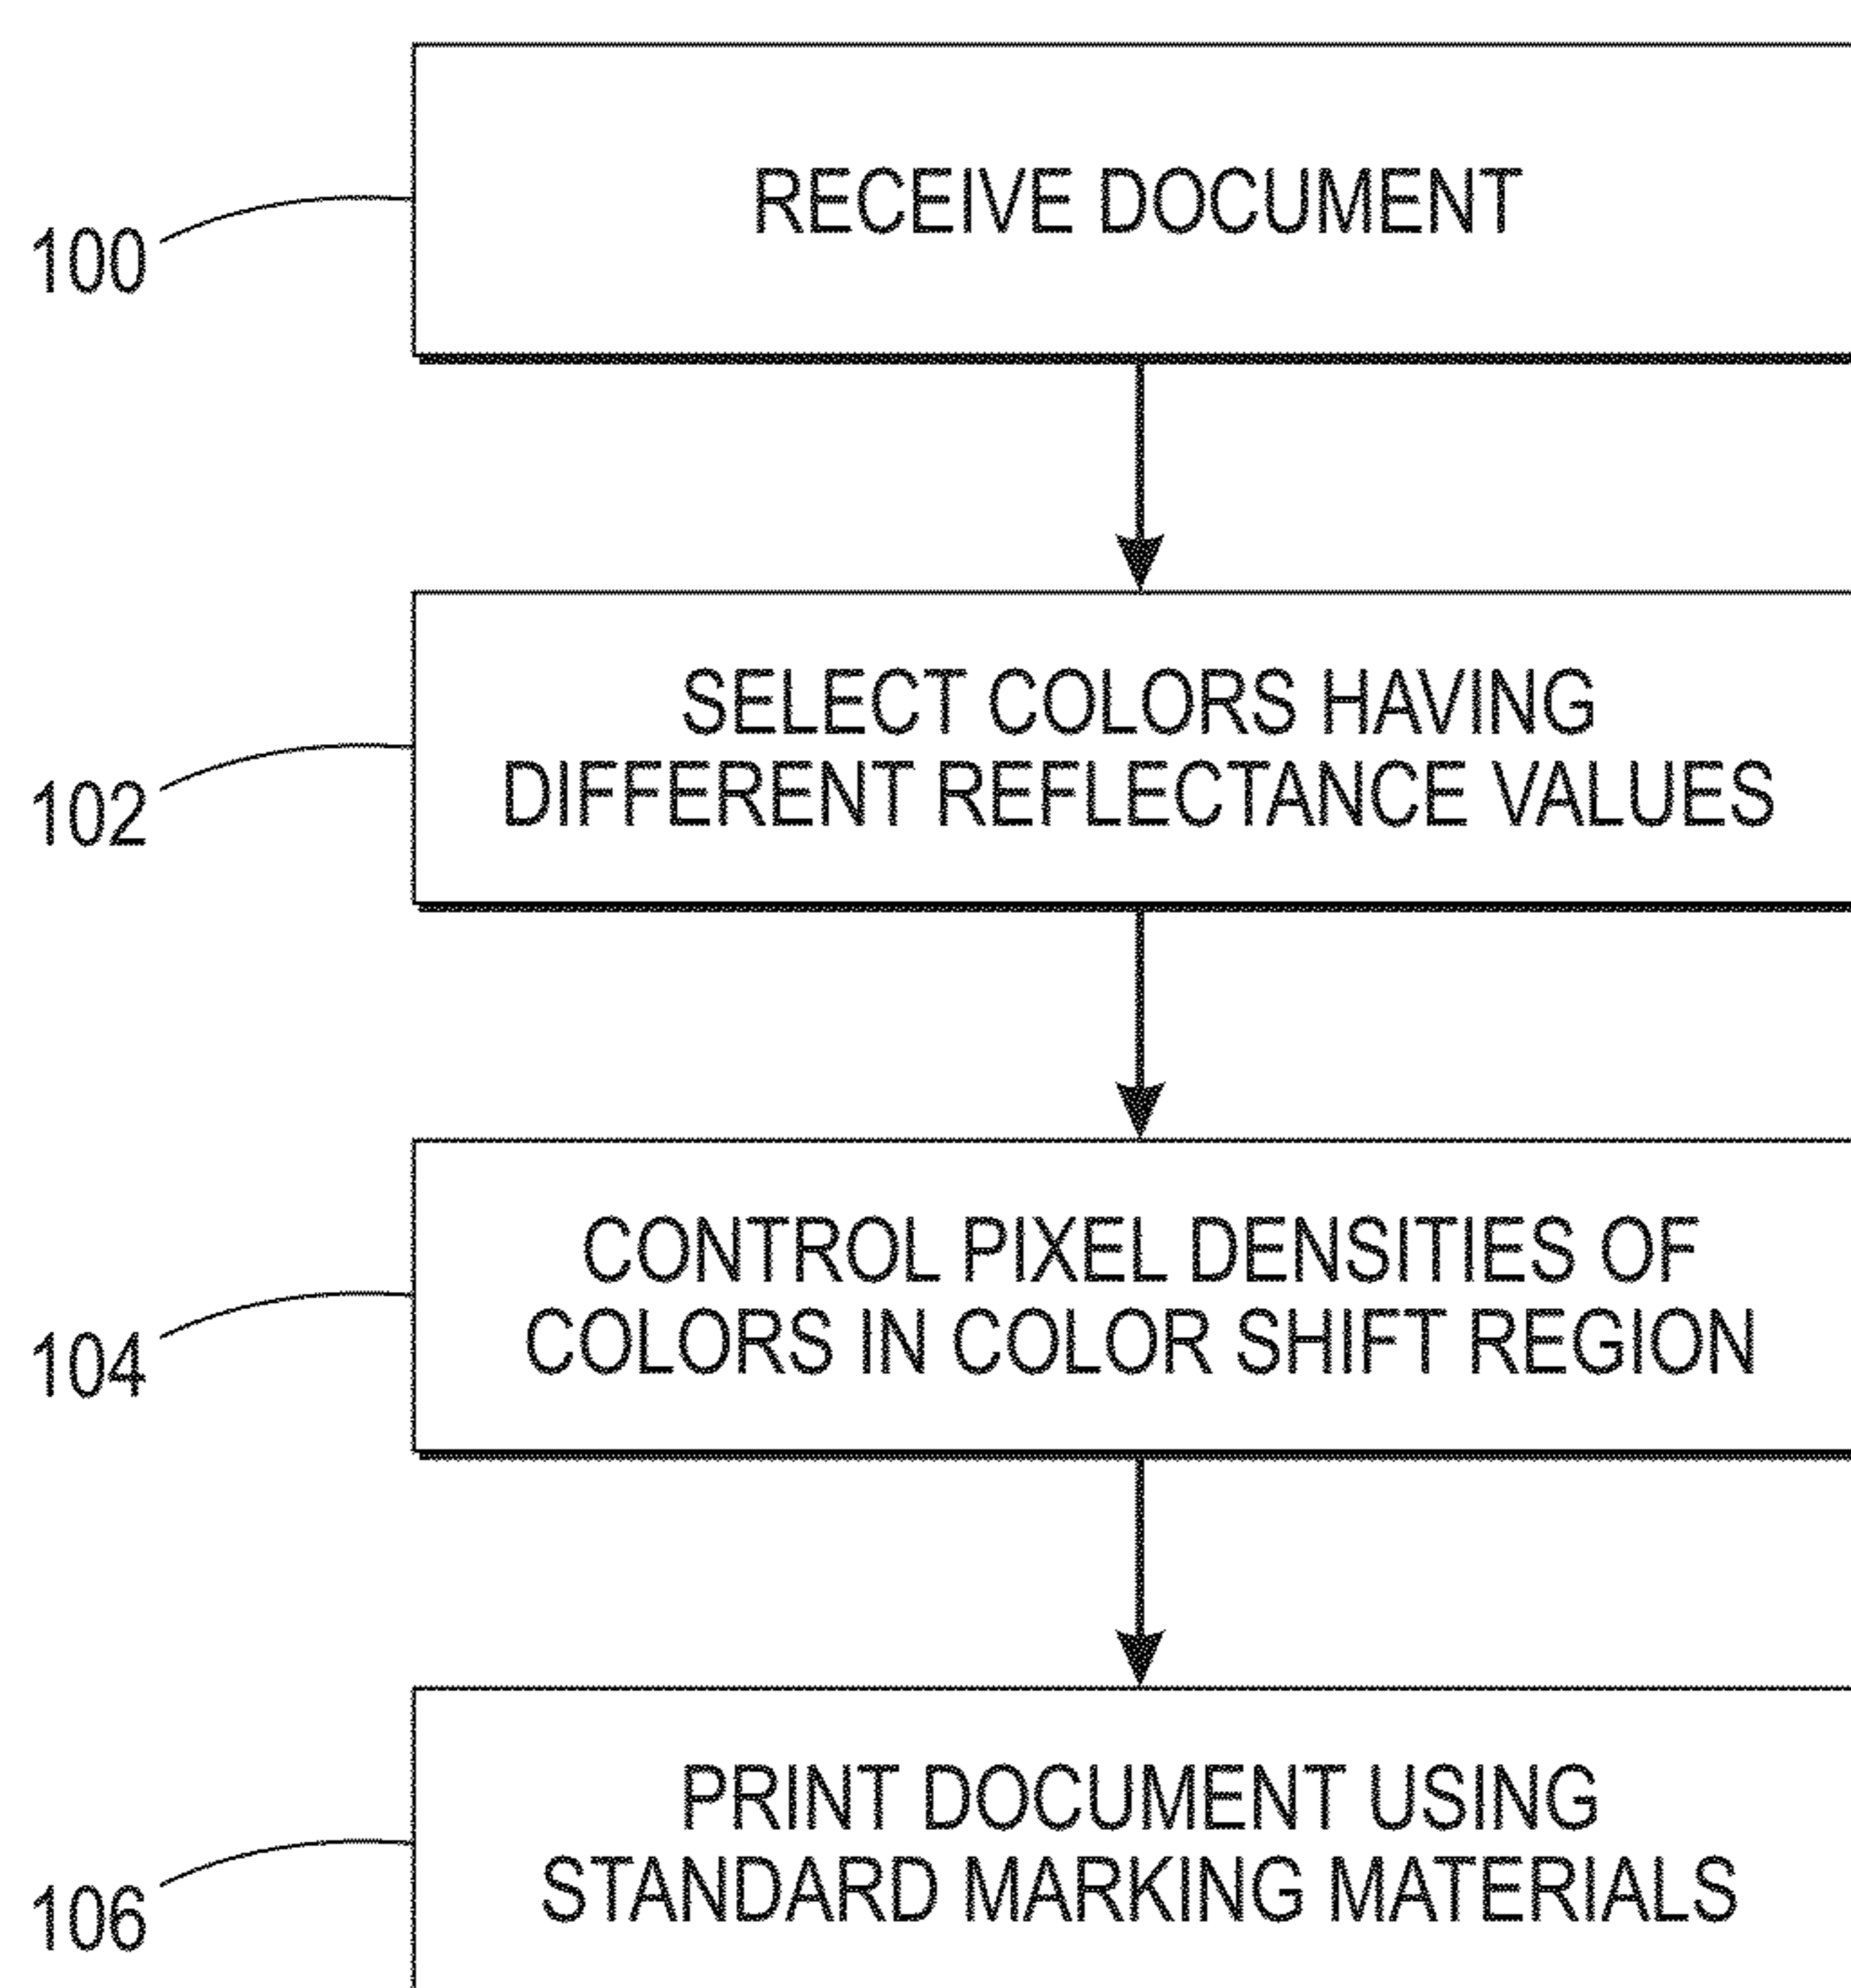 RECEIVE DOCUMENT
100
SELECT COLORS HAVING
DIFFERENT REFLECTANCE VALUES
102
CONTROL PIXEL DENSITIES OF
COLORS IN COLOR SHIFT REGION
104
PRINT DOCUMENT USING
STANDARD MARKING MATERIALS
106